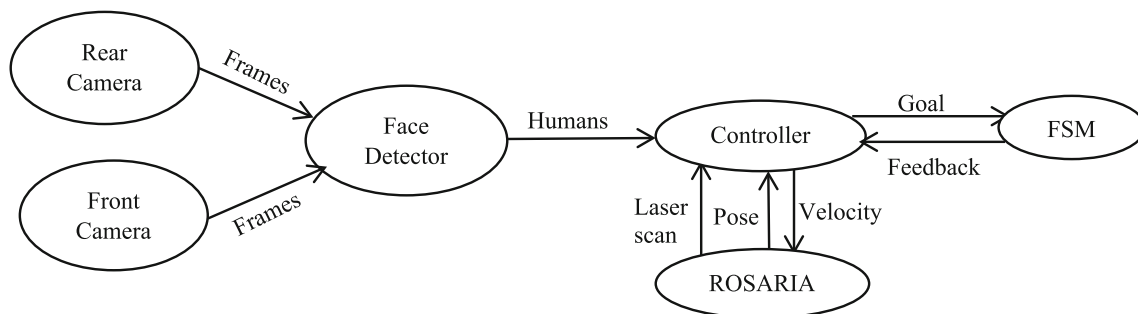 Rear
Camera
Frames
Front
Camera
Frames
Face
Detector
Humans
Controller
Goal
Feedback
FSM
Laser
scan
Pose
Velocity
ROSARIA